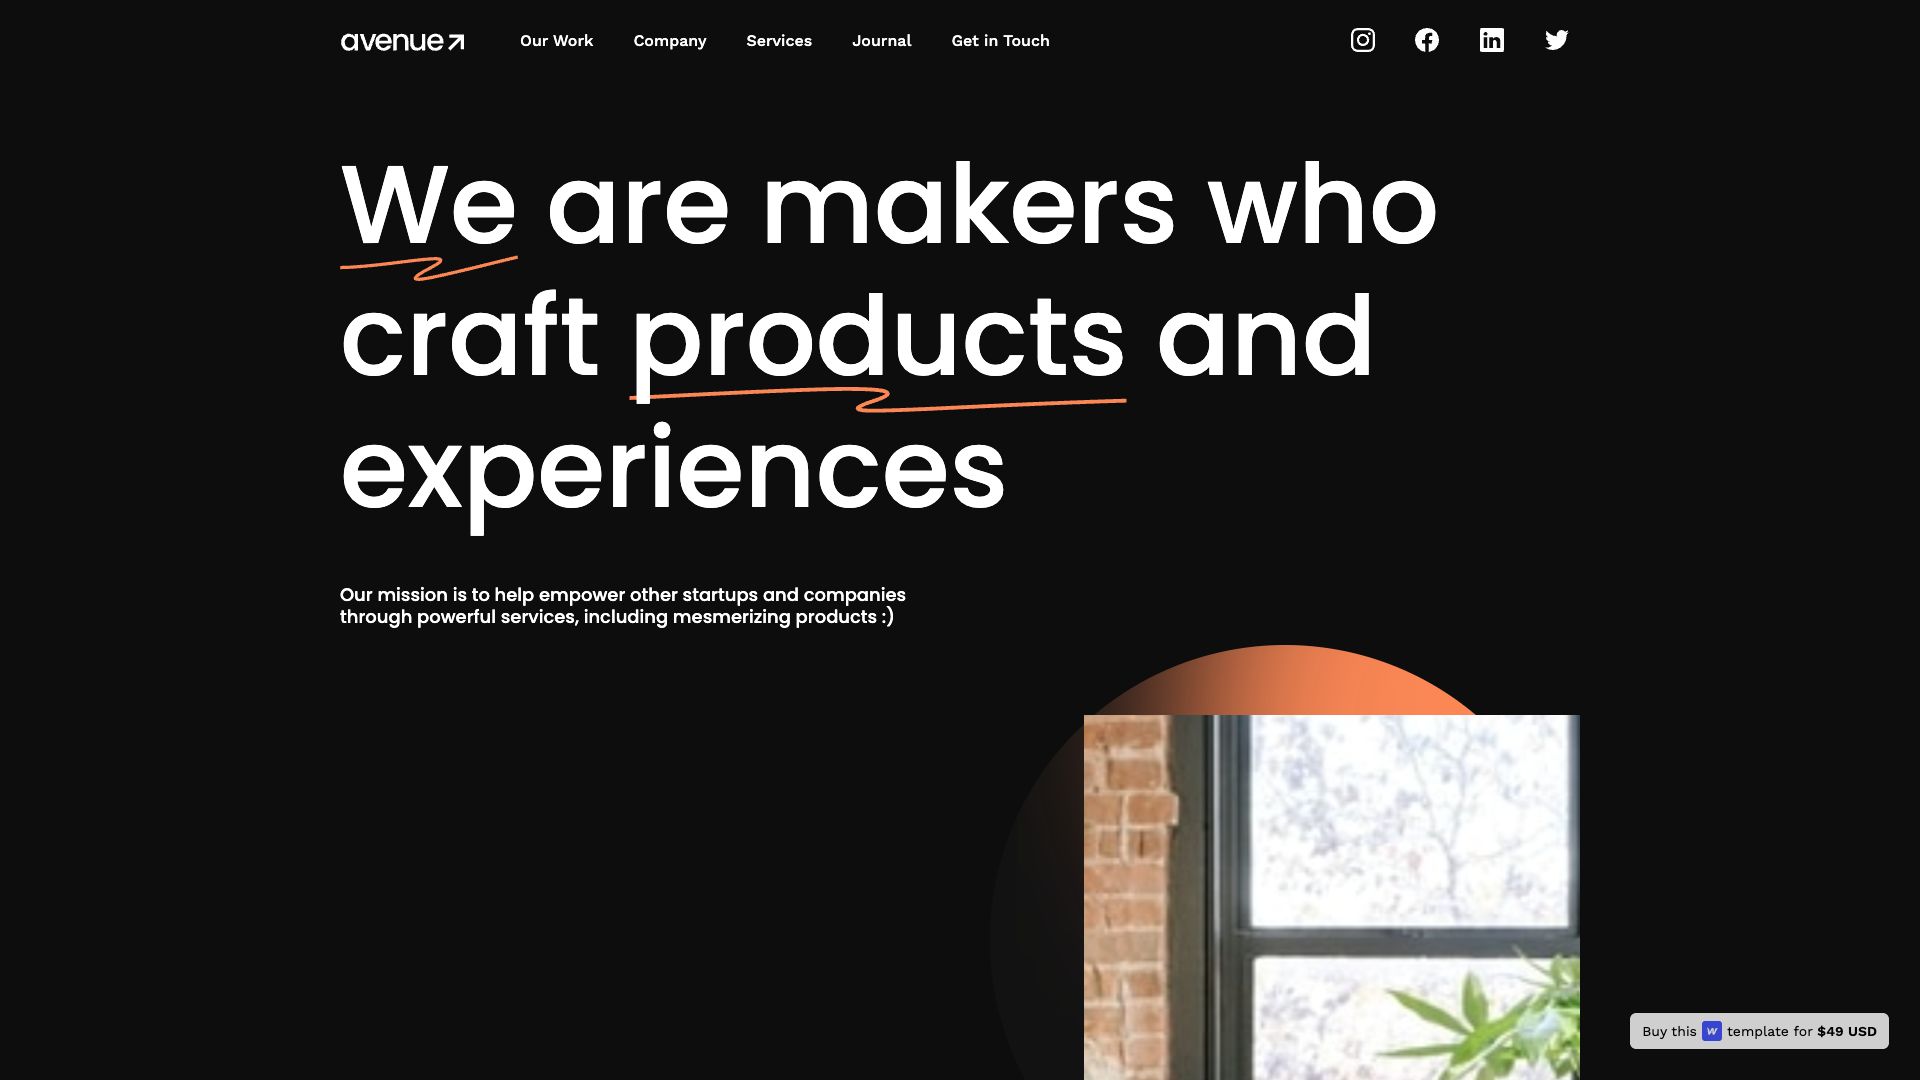 avenue
Our Work
Company
Services
Journal
Get in Touch
We are makers who
craft products and
experiences
Our mission is to help empower other startups and companies
through powerful services, including mesmerizing products :)
Buy this template for $49 USD